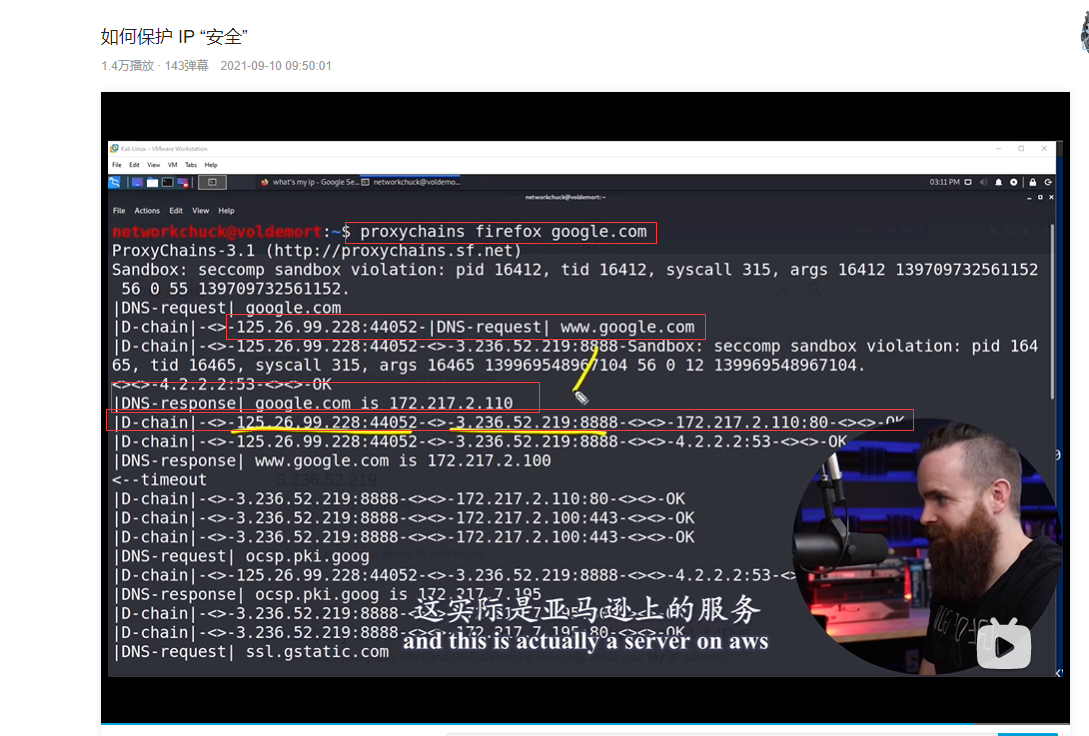 如何保护 IP “安全”
1.4万播放 · 143弹幕 2021-09-10 09:50:01
Kali Linux - VMware Workstation
File Edit View VM Tabs Help
what's my ip - Google Se... networkchuck@voldemo...
03:11 PM
networkchuck@voldemort:~
File Actions Edit View Help
networkchuck@voldemort:~$ proxychains firefox google.com
ProxyChains-3.1 (http://proxychains.sf.net)
Sandbox: seccomp sandbox violation: pid 16412, tid 16412, syscall 315, args 16412 139709732561152
56 0 55 139709732561152.
|DNS-request| google.com
|D-chain|-<>-125.26.99.228:44052-|DNS-request| www.google.com
|D-chain|-<>-125.26.99.228:44052-<>-3.236.52.219:8888-Sandbox: seccomp sandbox violation: pid 164
65, tid 16465, syscall 315, args 16465 139969548967104 56 0 12 139969548967104.
<><>-4.2.2.2:53-<><>-OK
|DNS-response| google.com is 172.217.2.110
|D-chain|-<>-125.26.99.228:44052-<>-3.236.52.219:8888-<><>-172.217.2.110:80-<><>-OK
|D-chain|-<>-125.26.99.228:44052-<>-3.236.52.219:8888-<><>-4.2.2.2:53-<><>-OK
|DNS-response| www.google.com is 172.217.2.100
<--timeout
3.236.52.219
|D-chain|-<>-3.236.52.219:8888-<><>-172.217.2.110:80-<><>-OK
|D-chain|-<>-3.236.52.219:8888-<><>-172.217.2.100:443-<><>-OK
|D-chain|-<>-3.236.52.219:8888-<><>-172.217.2.100:443-<><>-OK
|DNS-request| ocsp.pki.goog
|D-chain|-<>-125.26.99.228:44052-<>-3.236.52.219:8888-<><>-4.2.2.2:53-<>
|DNS-response| ocsp.pki.goog is 172.217.7.195
|D-chain|-<>-3.236.52.219:8888-<>
|D-chain|-<>-3.236.52.219:8888-<><>-172.217.7.195:80-<><>-OK
|DNS-request| ssl.gstatic.com
这实际是亚马逊上的服务
and this is actually a server on aws